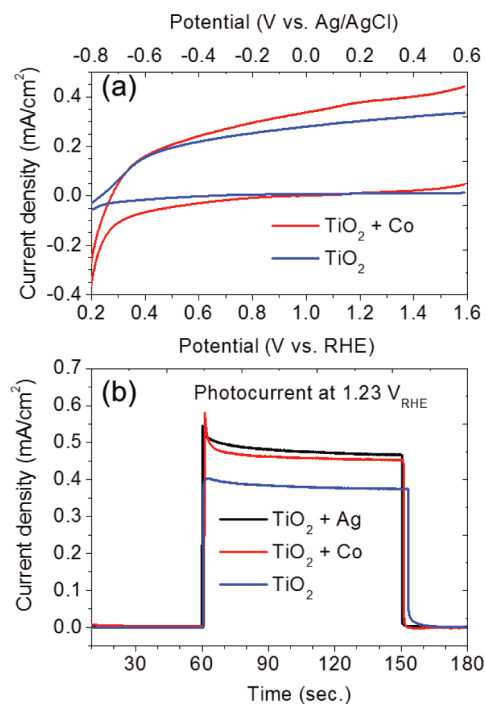 Potential (V vs. Ag/AgCl)
-0.8 -0.6 -0.4 -0.2 0.0 0.2 0.4 0.6
(a)
Current density (mA/cm²)
0.4
0.2
0.0
-0.2
-0.4
TiO₂ + Co
TiO₂
0.2 0.4 0.6 0.8 1.0 1.2 1.4 1.6
Potential (V vs. RHE)
(b)
Photocurrent at 1.23 V_RHE
Current density (mA/cm²)
0.7
0.6
0.5
0.4
0.3
0.2
0.1
0.0
TiO₂ + Ag
TiO₂ + Co
TiO₂
30 60 90 120 150 180
Time (sec.)